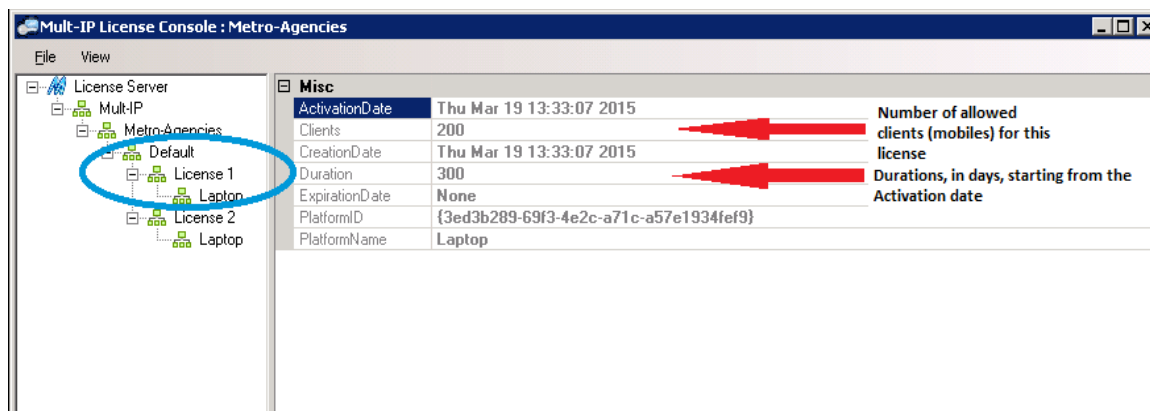 Mult-IP License Console : Metro-Agencies
File View
License Server
Mult-IP
Metro-Agencies
Default
License 1
Laptop
License 2
Laptop
Misc
ActivationDate Thu Mar 19 13:33:07 2015
Clients 200
CreationDate Thu Mar 19 13:33:07 2015
Duration 300
ExpirationDate None
PlatformID {3ed3b289-69f3-4e2c-a71c-a57e1934fef9}
PlatformName Laptop
Number of allowed
clients (mobiles) for this
license
Durations, in days, starting from the
Activation date